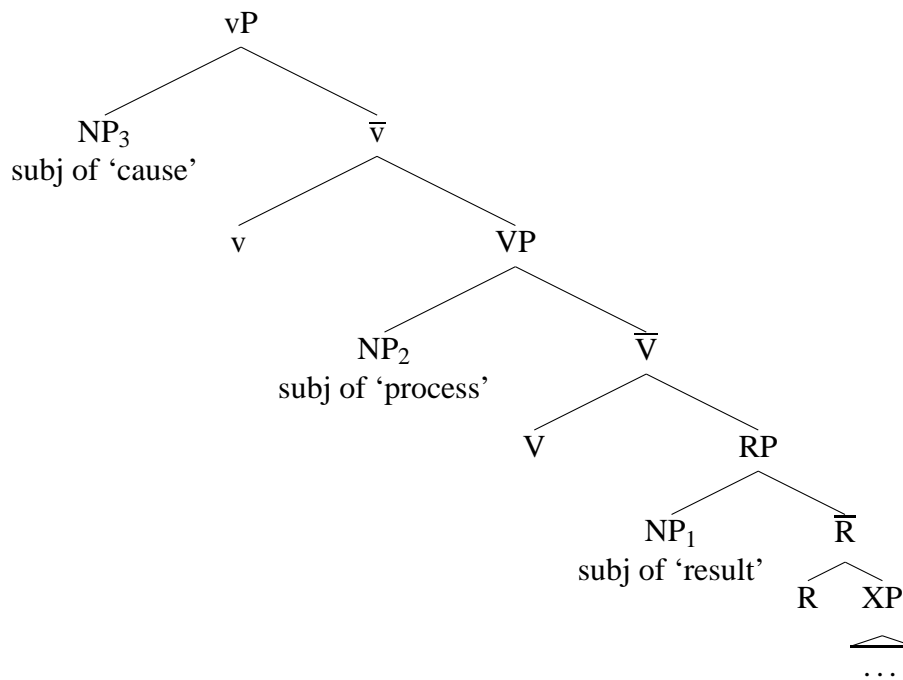 vP
NP₃ v̅
subj of ‘cause’
v VP
NP₂ V̅
subj of ‘process’
V RP
NP₁ R̅
subj of ‘result’
R XP
. . .